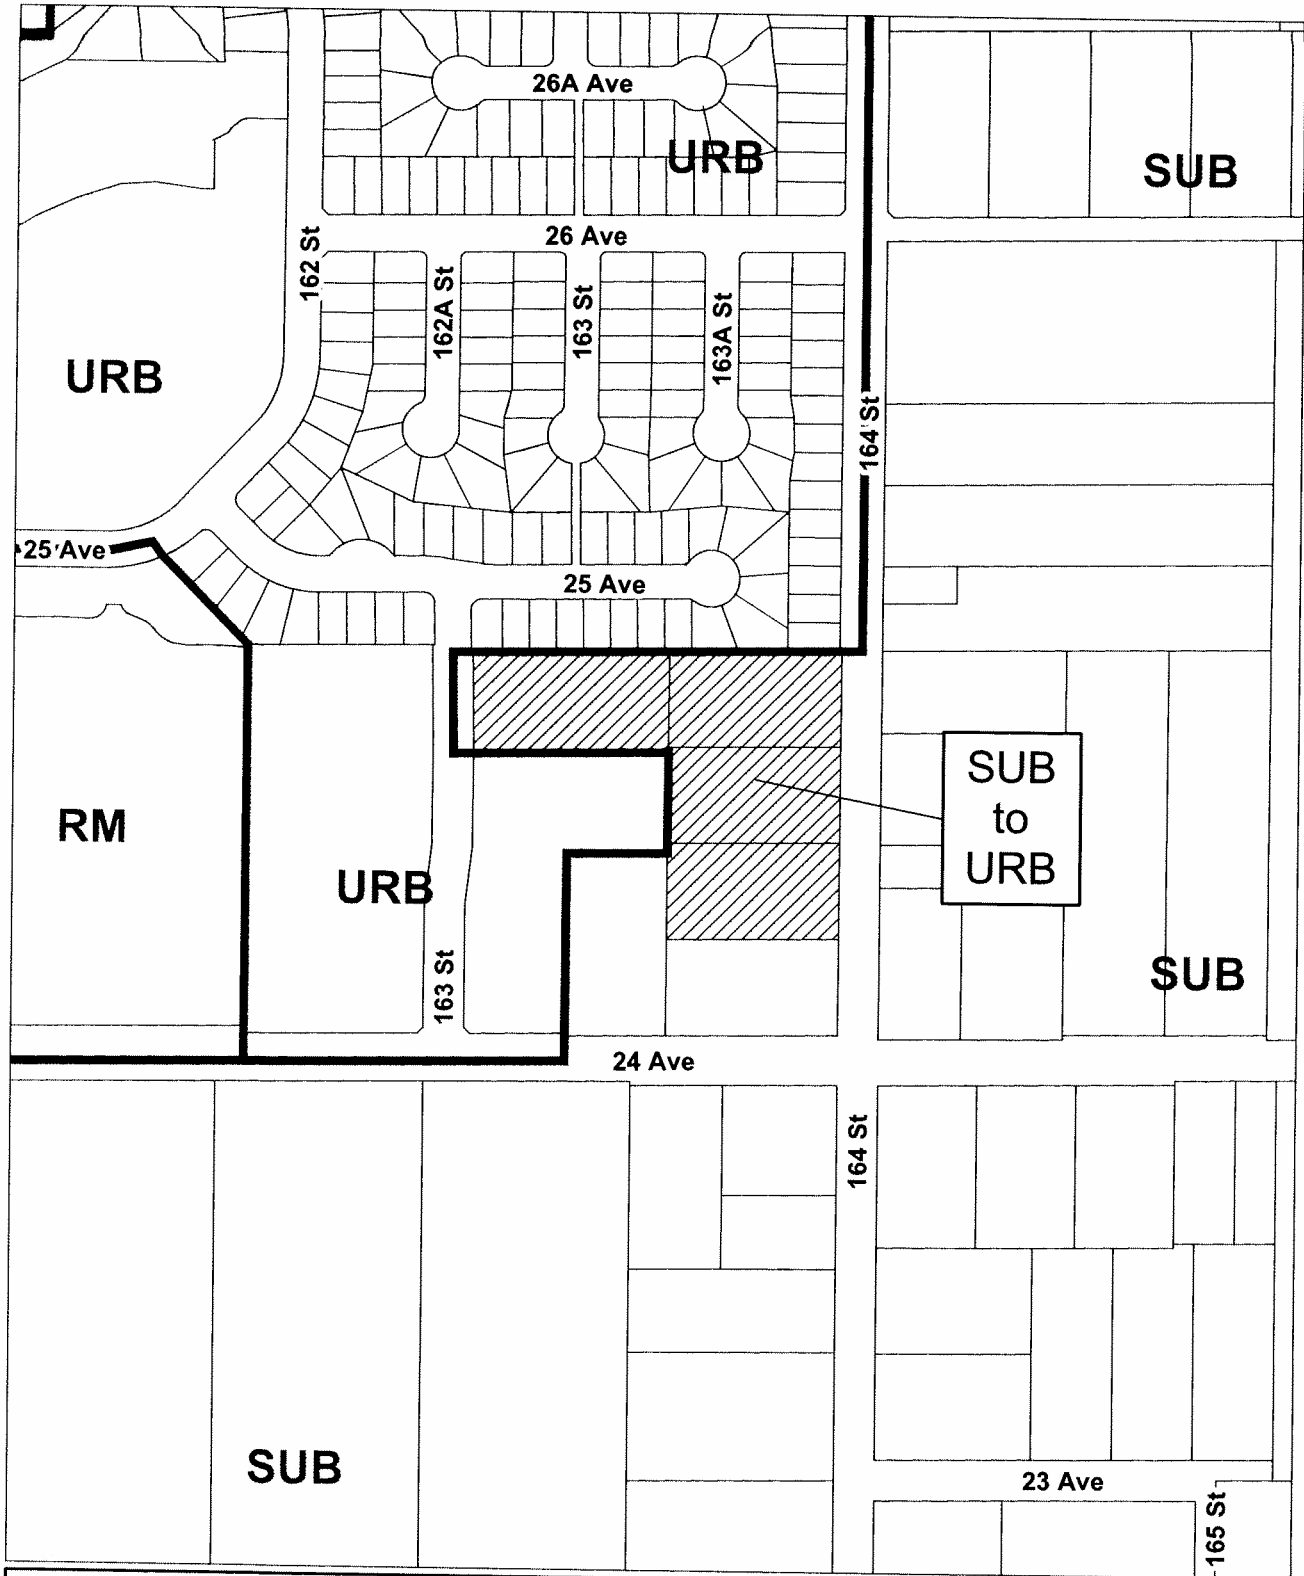 26A Ave
URB
SUB
26 Ave
162 St
162A St
163 St
163A St
URB
164 St
25 Ave
25 Ave
SUB
to
URB
RM
URB
163 St
SUB
24 Ave
164 St
SUB
23 Ave
165 St